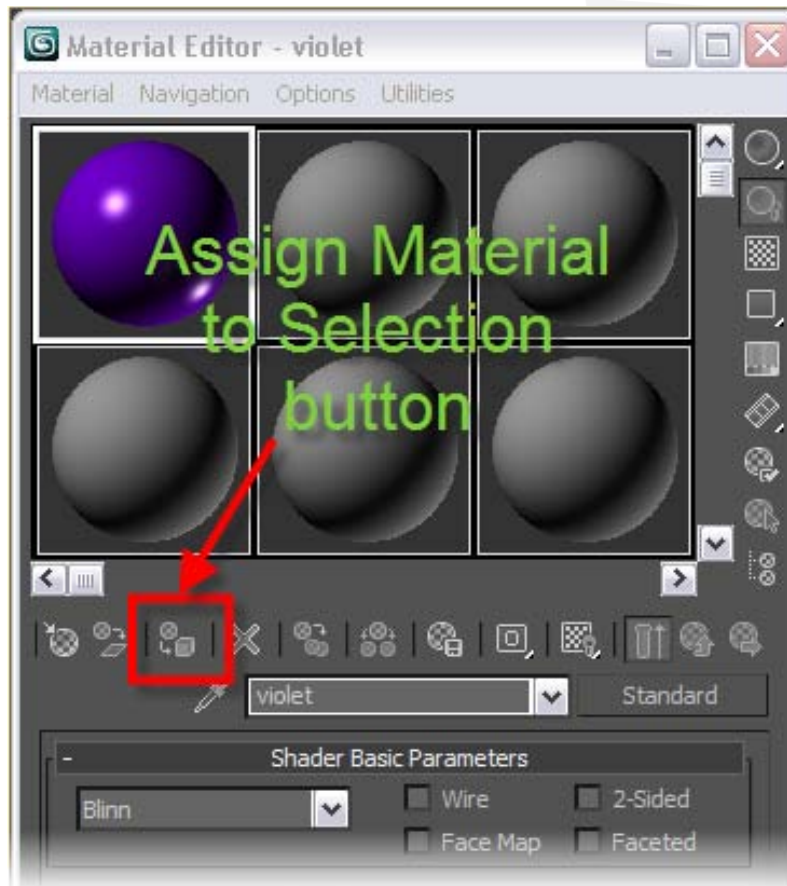 Material Editor - violet
Material Navigation Options Utilities
Assign Material
to Selection
button
violet
Standard
Shader Basic Parameters
Blinn
Wire
2-Sided
Face Map
Faceted